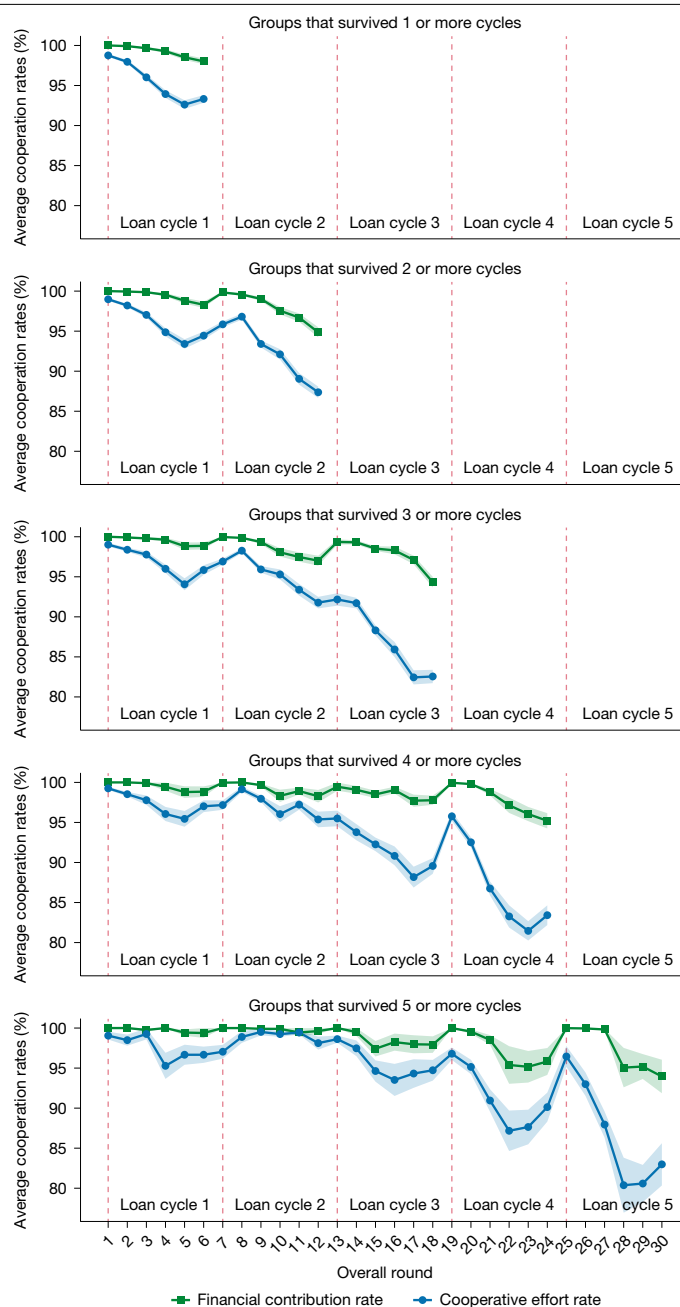 Groups that survived 1 or more cycles
Average cooperation rates (%)
100
95
90
85
80
Loan cycle 1 Loan cycle 2 Loan cycle 3 Loan cycle 4 Loan cycle 5
Groups that survived 2 or more cycles
Average cooperation rates (%)
100
95
90
85
80
Loan cycle 1 Loan cycle 2 Loan cycle 3 Loan cycle 4 Loan cycle 5
Groups that survived 3 or more cycles
Average cooperation rates (%)
100
95
90
85
80
Loan cycle 1 Loan cycle 2 Loan cycle 3 Loan cycle 4 Loan cycle 5
Groups that survived 4 or more cycles
Average cooperation rates (%)
100
95
90
85
80
Loan cycle 1 Loan cycle 2 Loan cycle 3 Loan cycle 4 Loan cycle 5
Groups that survived 5 or more cycles
Average cooperation rates (%)
100
95
90
85
80
Loan cycle 1 Loan cycle 2 Loan cycle 3 Loan cycle 4 Loan cycle 5
1 2 3 4 5 6 7 8 9 10 11 12 13 14 15 16 17 18 19 20 21 22 23 24 25 26 27 28 29 30
Overall round
Financial contribution rate Cooperative effort rate